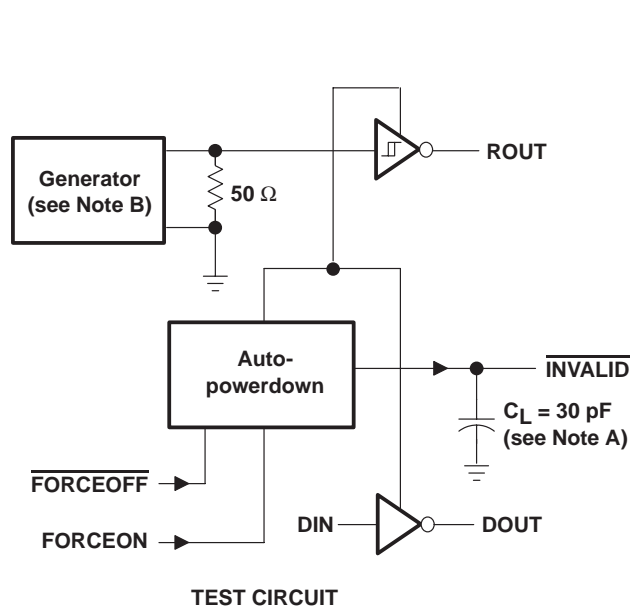 ROUT
Generator
(see Note B)
50 Ω
Auto-
powerdown
INVALID
CL = 30 pF
(see Note A)
FORCEOFF
FORCEON
DIN
DOUT
TEST CIRCUIT